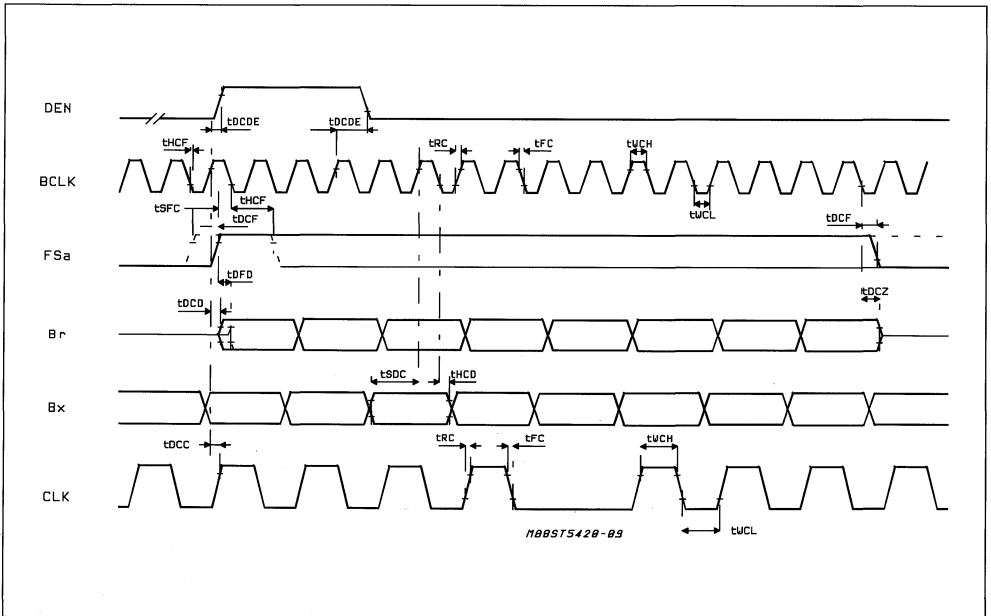 DEN
tDCDE
tDCDE
tHCF
tRC
tFC
tWCH
BCLK
tSFC
tHCF
tWCL
tDCF
tDCF
FSa
tDFD
tDCD
tDCZ
Br
tSDC
tHCD
Bx
tDCC
tRC
tFC
tWCH
CLK
M88ST5420-09
tWCL